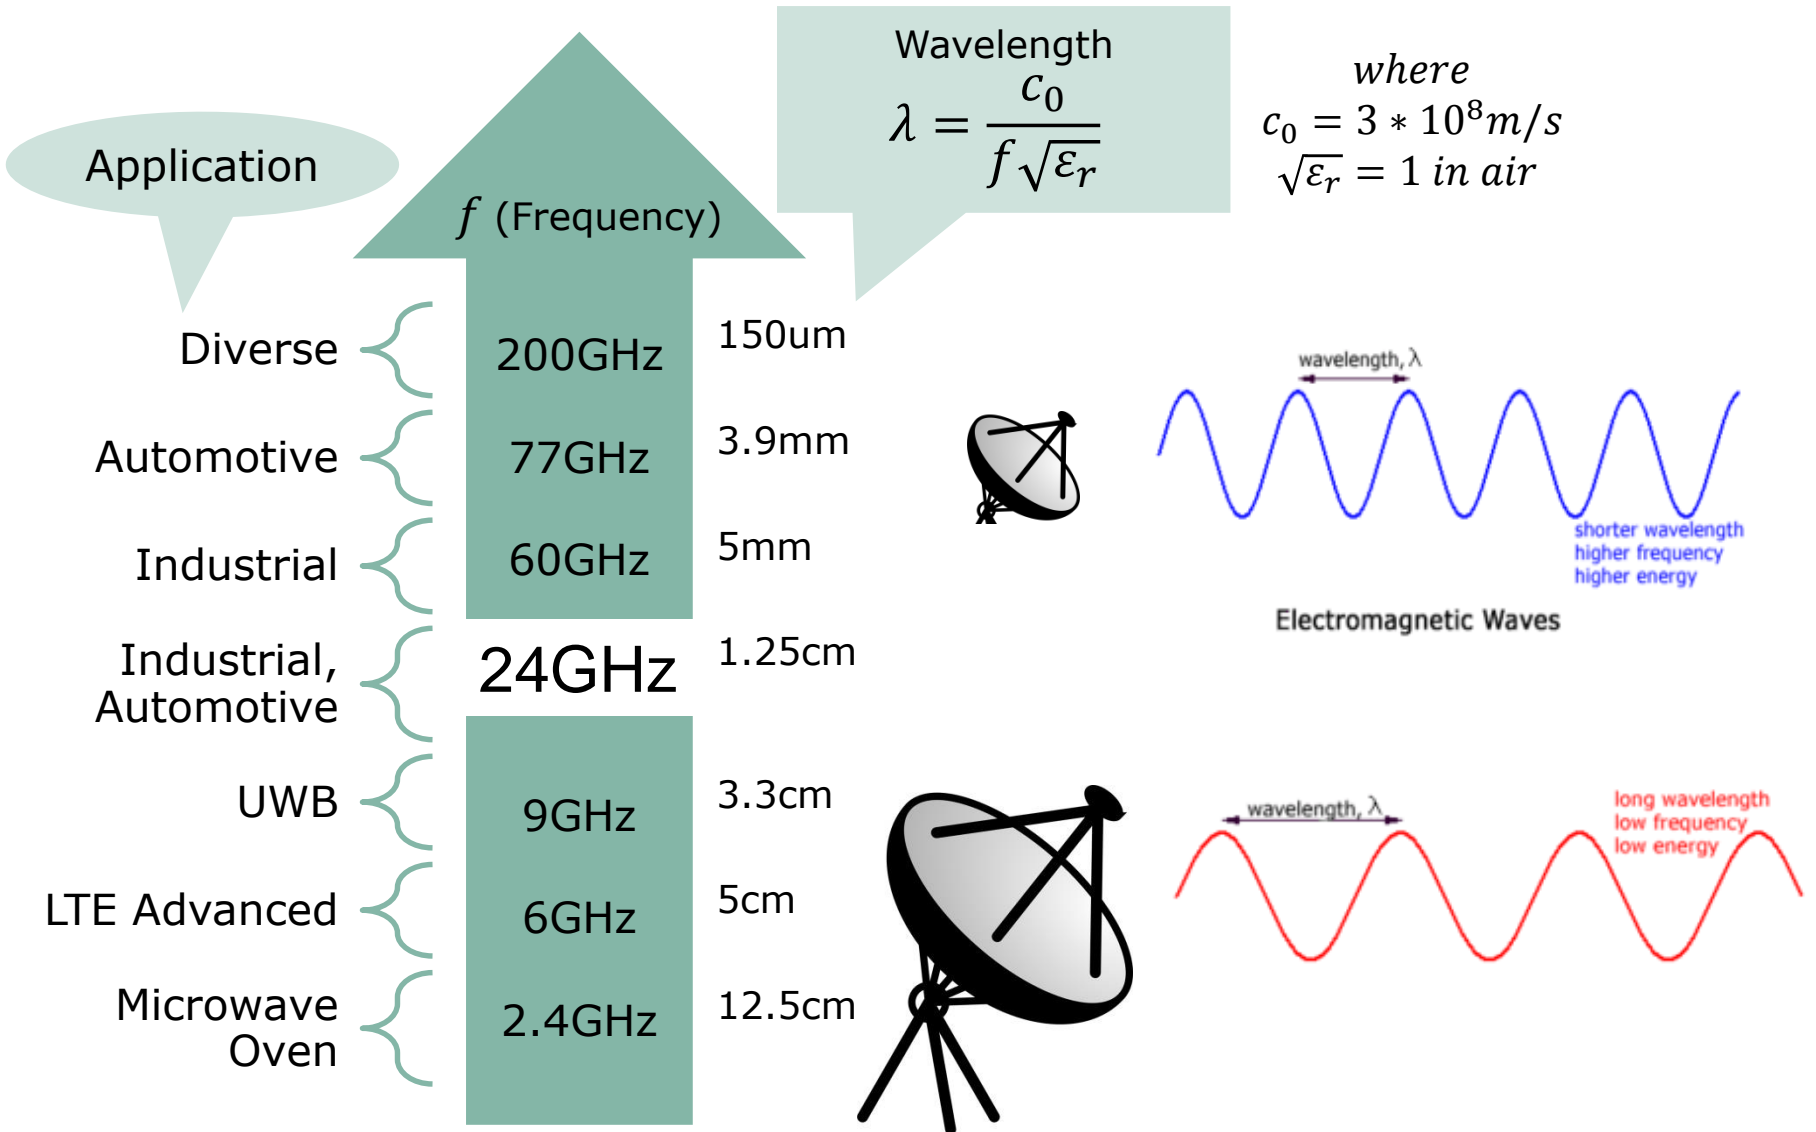 Wavelength
λ = c₀ / f√εᵣ
where
c₀ = 3 * 10⁸m/s
√εᵣ = 1 in air
Application
f (Frequency)
Diverse
200GHz
150um
Automotive
77GHz
3.9mm
Industrial
60GHz
5mm
Industrial,
Automotive
24GHz
1.25cm
UWB
9GHz
3.3cm
LTE Advanced
6GHz
5cm
Microwave
Oven
2.4GHz
12.5cm
wavelength, λ
shorter wavelength
higher frequency
higher energy
Electromagnetic Waves
wavelength, λ
long wavelength
low frequency
low energy